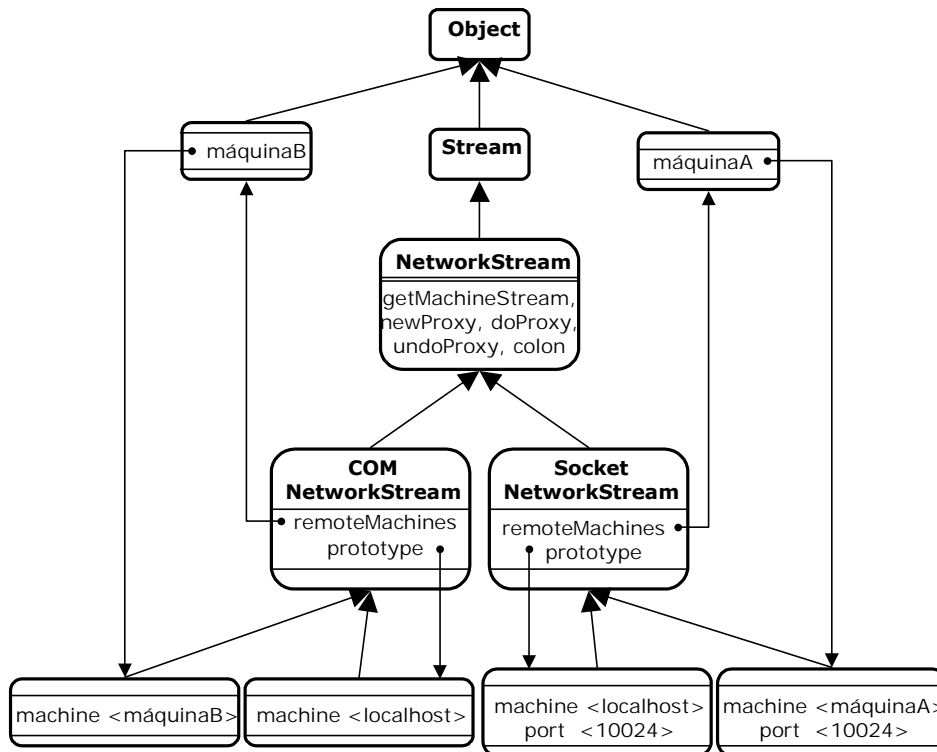 Object
máquinaB
Stream
máquinaA
NetworkStream
getMachineStream,
newProxy, doProxy,
undoProxy, colon
COM
NetworkStream
remoteMachines
prototype
Socket
NetworkStream
remoteMachines
prototype
machine <máquinaB>
machine <localhost>
machine <localhost>
port <10024>
machine <máquinaA>
port <10024>